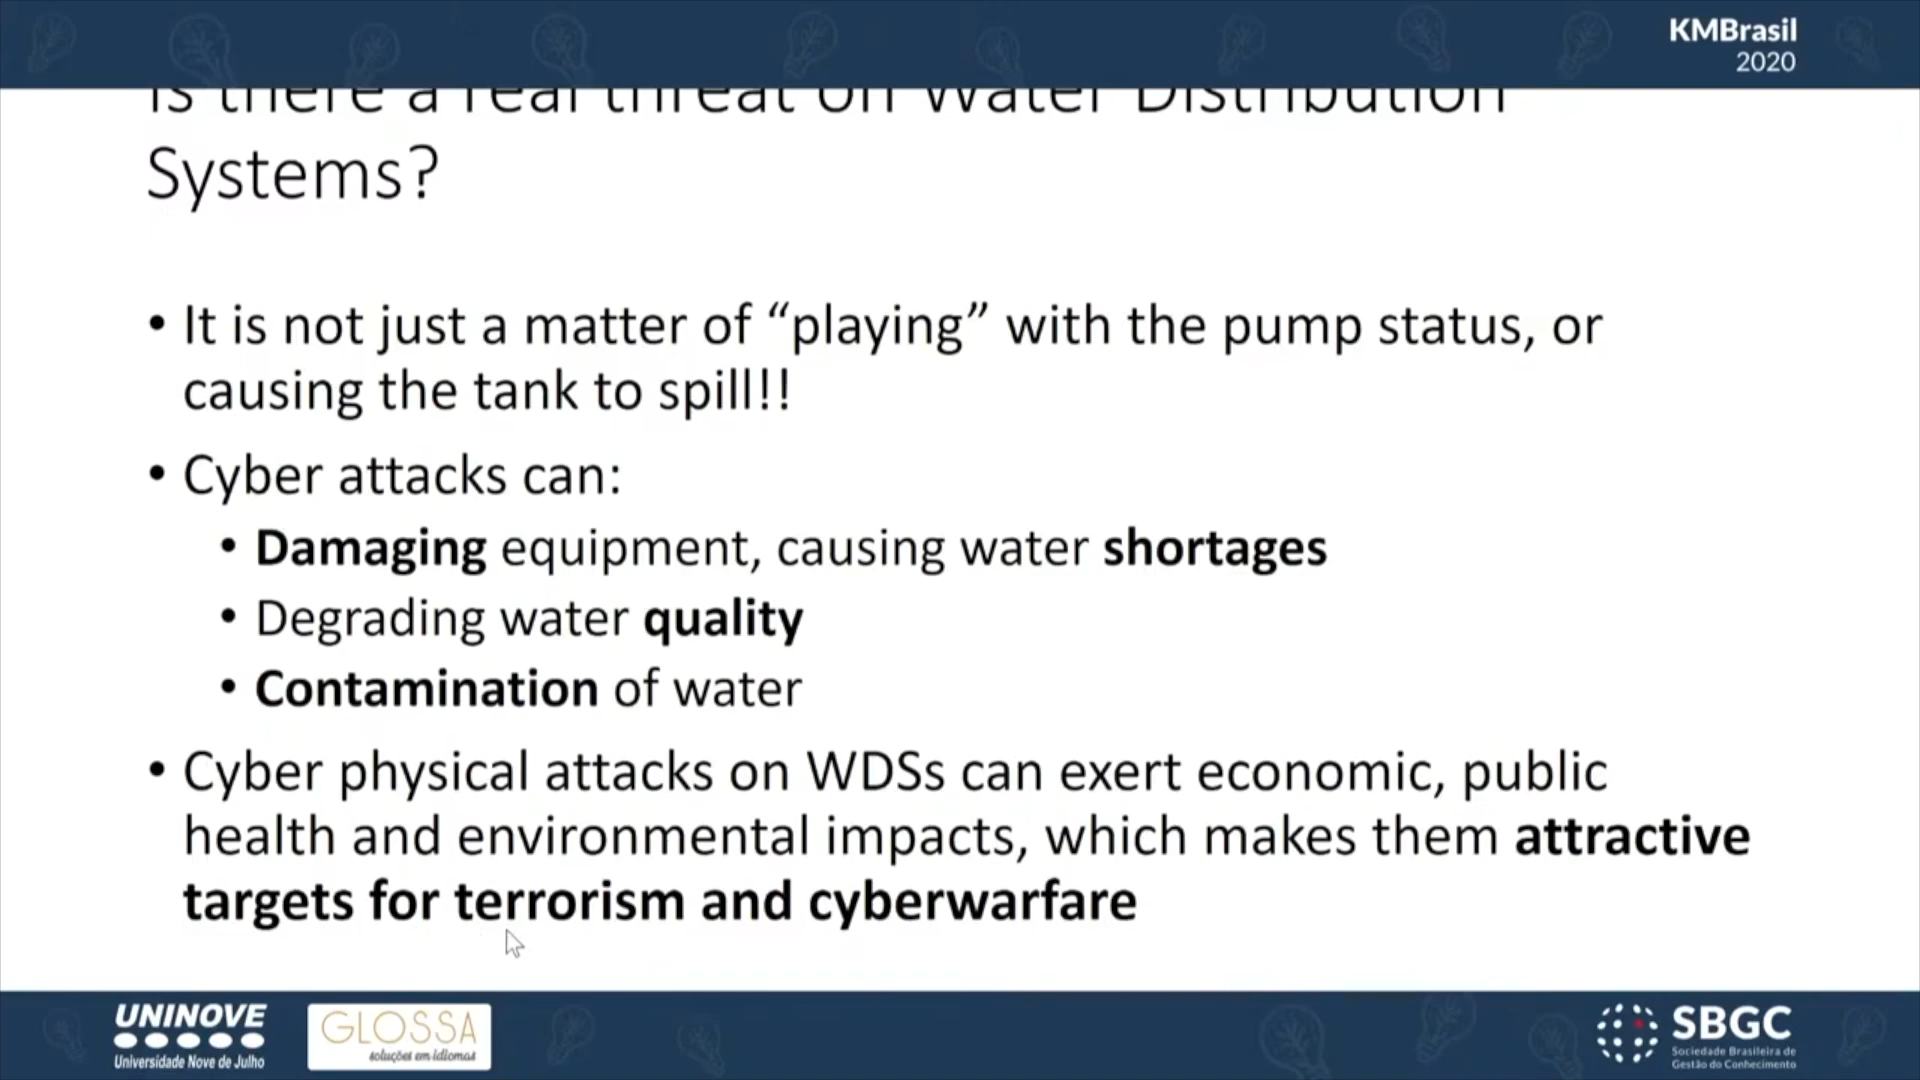 KMBrasil
2020
Is there a real threat on Water Distribution
Systems?
• It is not just a matter of “playing” with the pump status, or
causing the tank to spill!!
• Cyber attacks can:
• Damaging equipment, causing water shortages
• Degrading water quality
• Contamination of water
• Cyber physical attacks on WDSs can exert economic, public
health and environmental impacts, which makes them attractive
targets for terrorism and cyberwarfare
UNINOVE
Universidade Nove de Julho
GLOSSA
soluções em idiomas
SBGC
Sociedade Brasileira de
Gestão do Conhecimento